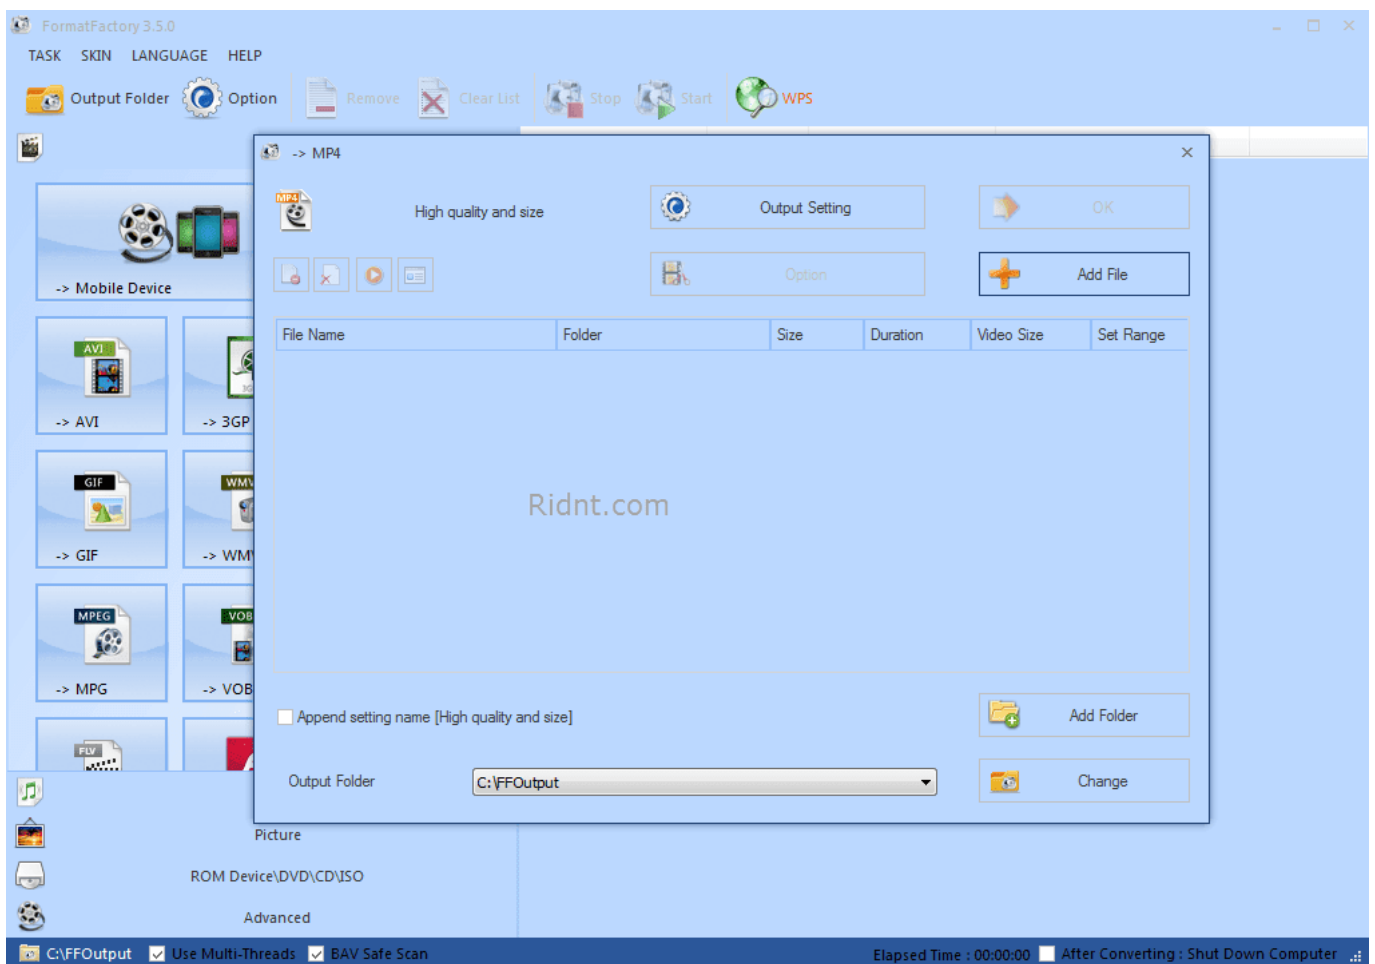 FormatFactory 3.5.0
TASK SKIN LANGUAGE HELP
Output Folder Option Remove Clear List Stop Start WPS
-> MP4
MP4
High quality and size
Output Setting
OK
-> Mobile Device
Option
Add File
File Name Folder Size Duration Video Size Set Range
AVI
3G
-> AVI
-> 3GP
GIF
WMV
-> GIF
-> WMV
Ridnt.com
MPEG
VOB
-> MPG
-> VOB
Append setting name [High quality and size]
Add Folder
FLV
Output Folder
C:\FFOutput
Change
Picture
ROM Device\DVD\CD\ISO
Advanced
C:\FFOutput Use Multi-Threads BAV Safe Scan Elapsed Time : 00:00:00 After Converting : Shut Down Computer